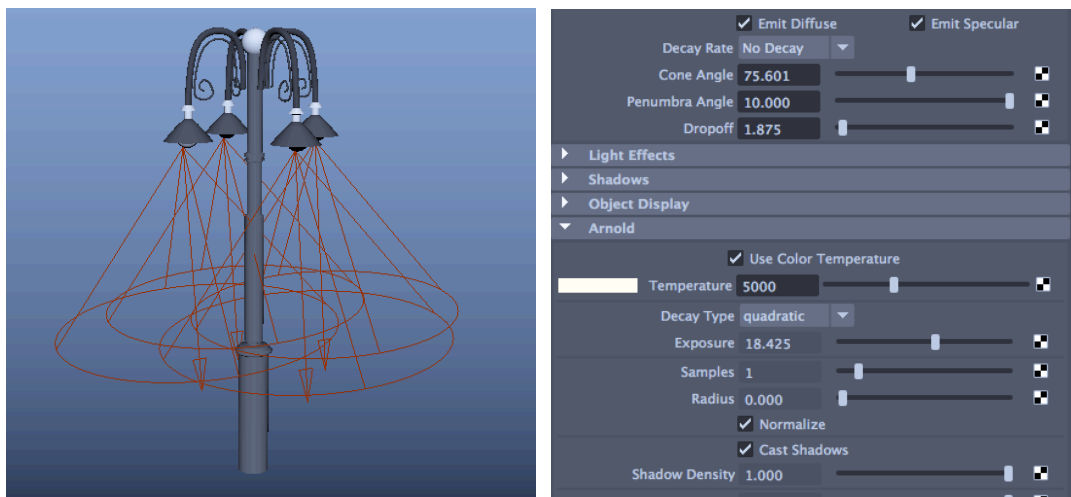 Emit Diffuse Emit Specular
Decay Rate No Decay
Cone Angle 75.601
Penumbra Angle 10.000
Dropoff 1.875
Light Effects
Shadows
Object Display
Arnold
Use Color Temperature
Temperature 5000
Decay Type quadratic
Exposure 18.425
Samples 1
Radius 0.000
Normalize
Cast Shadows
Shadow Density 1.000